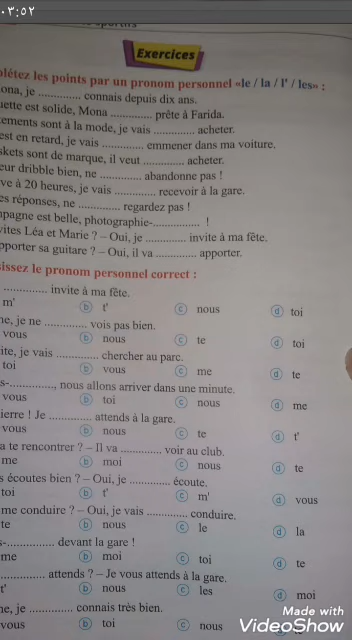 ٠٣:٥٢
Exercices
plétez les points par un pronom personnel «le / la / l' / les» :
ona, je .............. connais depuis dix ans.
uette est solide, Mona .............. prête à Farida.
ements sont à la mode, je vais .............. acheter.
est en retard, je vais .............. emmener dans ma voiture.
skets sont de marque, il veut .............. acheter.
eur dribble bien, ne .............. abandonne pas !
ve à 20 heures, je vais .............. recevoir à la gare.
es réponses, ne .............. regardez pas !
mpagne est belle, photographie-.............. !
vites Léa et Marie ? – Oui, je .............. invite à ma fête.
pporter sa guitare ? – Oui, il va .............. apporter.
sissez le pronom personnel correct :
.............. invite à ma fête.
m' b t' c nous d toi
ne, je ne .............. vois pas bien.
vous b nous c te d toi
ite, je vais .............. chercher au parc.
toi b vous c me d te
s-.............., nous allons arriver dans une minute.
vous b toi c nous d me
ierre ! Je .............. attends à la gare.
vous b nous c te d t'
a te rencontrer ? – Il va .............. voir au club.
me b moi c nous d te
s écoutes bien ? – Oui, je .............. écoute.
toi b t' c m' d vous
me conduire ? – Oui, je vais .............. conduire.
te b nous c le d la
s-.............. devant la gare !
me b moi c toi d te
.............. attends ? – Je vous attends à la gare.
t' b nous c les d moi
ne, je .............. connais très bien.
vous b toi c nous
Made with
VideoShow